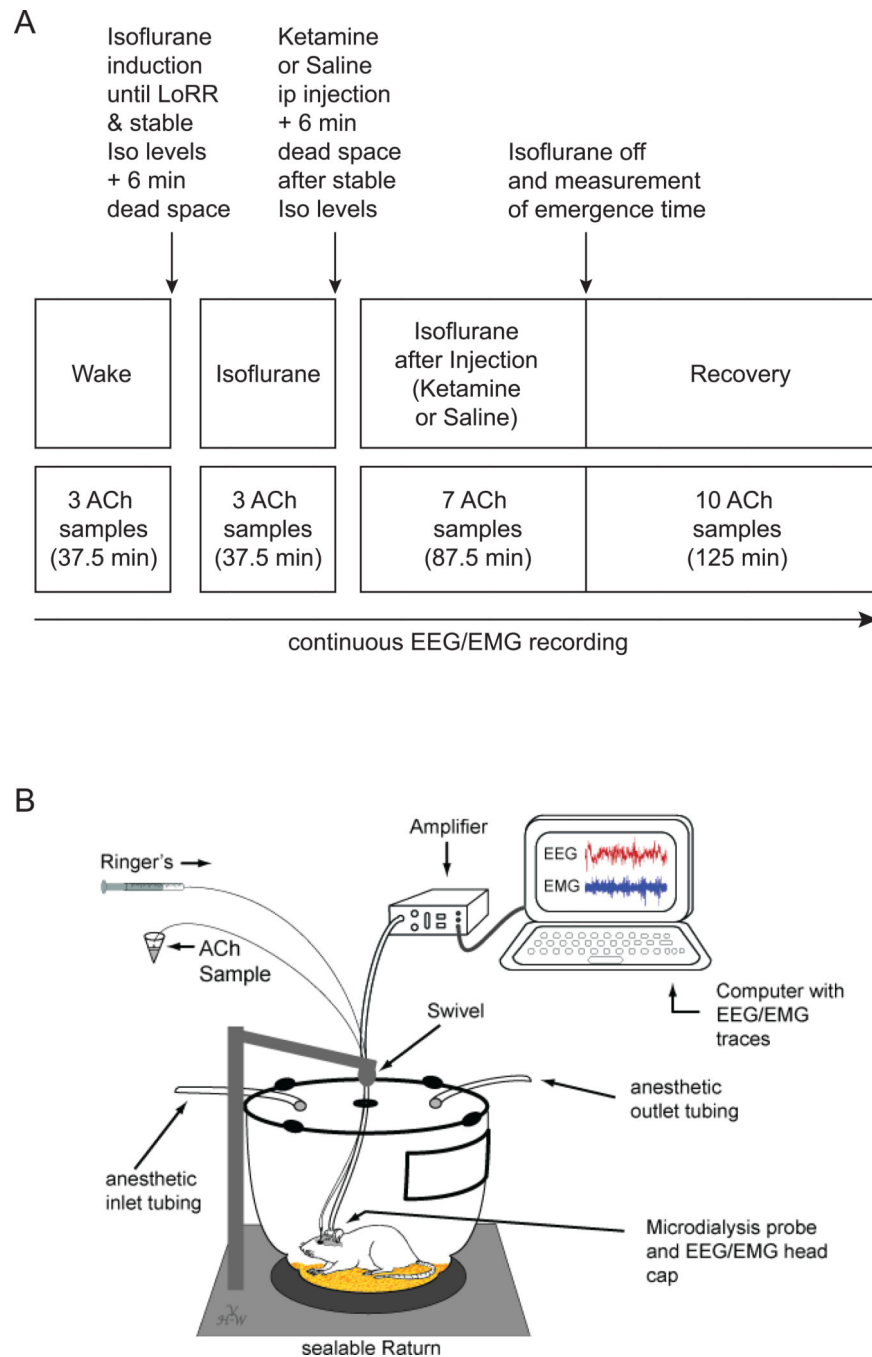 A
Isoflurane
induction
until LoRR
& stable
Iso levels
+ 6 min
dead space
Ketamine
or Saline
ip injection
+ 6 min
dead space
after stable
Iso levels
Isoflurane off
and measurement
of emergence time
Wake
Isoflurane
Isoflurane
after Injection
(Ketamine
or Saline)
Recovery
3 ACh
samples
(37.5 min)
3 ACh
samples
(37.5 min)
7 ACh
samples
(87.5 min)
10 ACh
samples
(125 min)
continuous EEG/EMG recording
B
Ringer's
ACh
Sample
Amplifier
EEG
EMG
Computer with
EEG/EMG
traces
Swivel
anesthetic
inlet tubing
anesthetic
outlet tubing
Microdialysis probe
and EEG/EMG head
cap
sealable Raturn